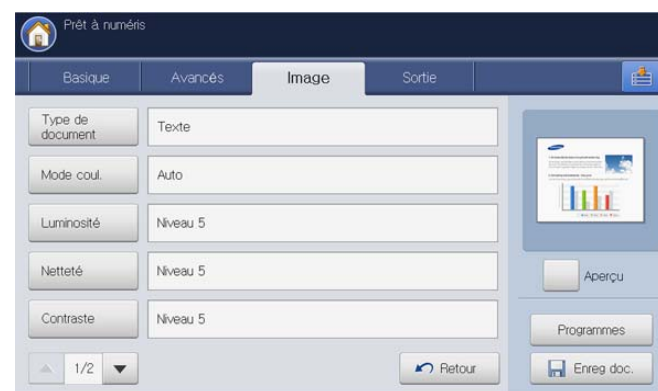 Prêt à numéris
Basique
Avancés
Image
Sortie
Type de
document
Texte
Mode coul.
Auto
Luminosité
Niveau 5
Netteté
Niveau 5
Contraste
Niveau 5
1/2
Retour
Aperçu
Programmes
Enreg doc.